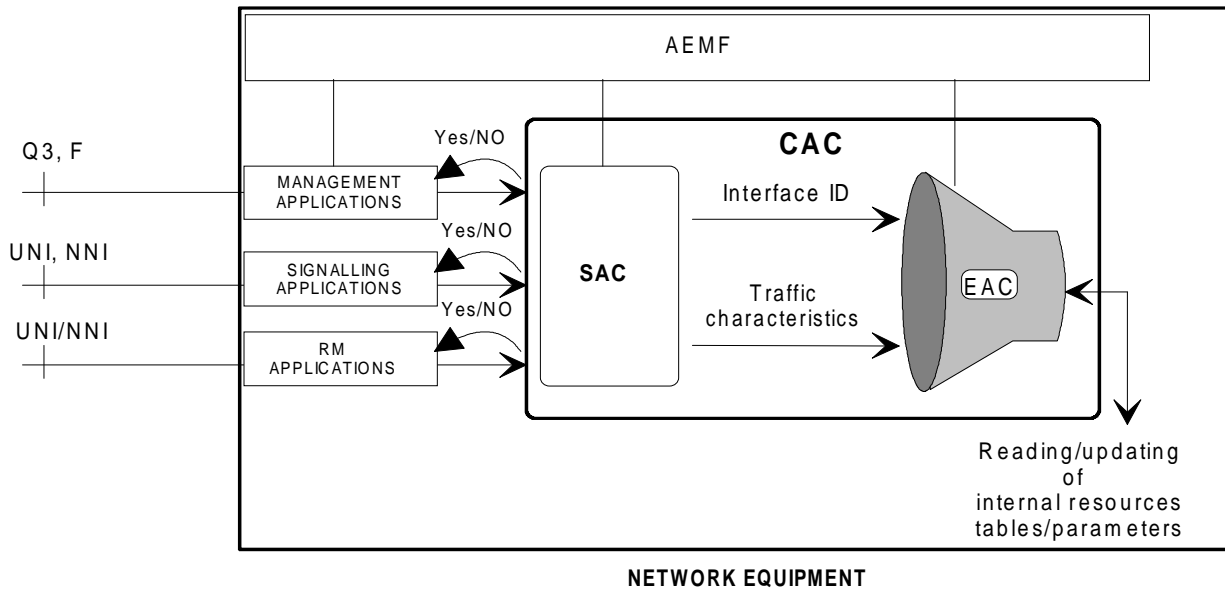 AEMF
Q3, F
Yes/NO
CAC
MANAGEMENT
APPLICATIONS
Interface ID
UNI, NNI
Yes/NO
SIGNALLING
APPLICATIONS
SAC
EAC
Traffic
characteristics
UNI/NNI
Yes/NO
RM
APPLICATIONS
Reading/updating
of
internal resources
tables/parameters
NETWORK EQUIPMENT